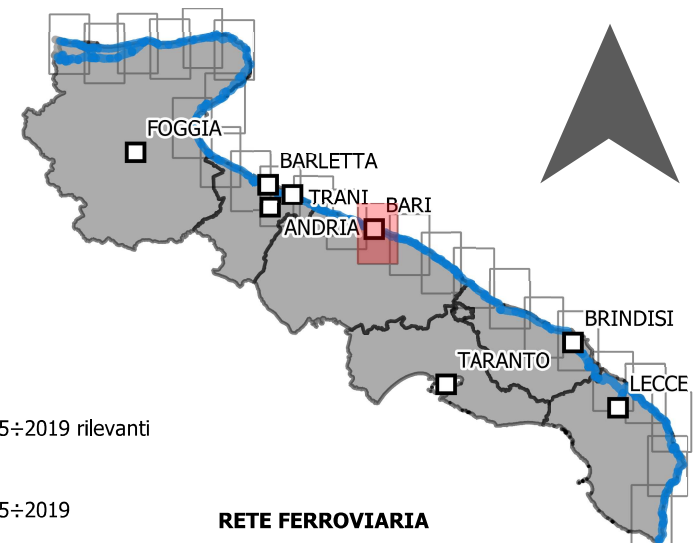 FOGGIA
BARLETTA
TRANI
BARI
ANDRIA
BRINDISI
TARANTO
LECCE
5÷2019 rilevanti
5÷2019
RETE FERROVIARIA